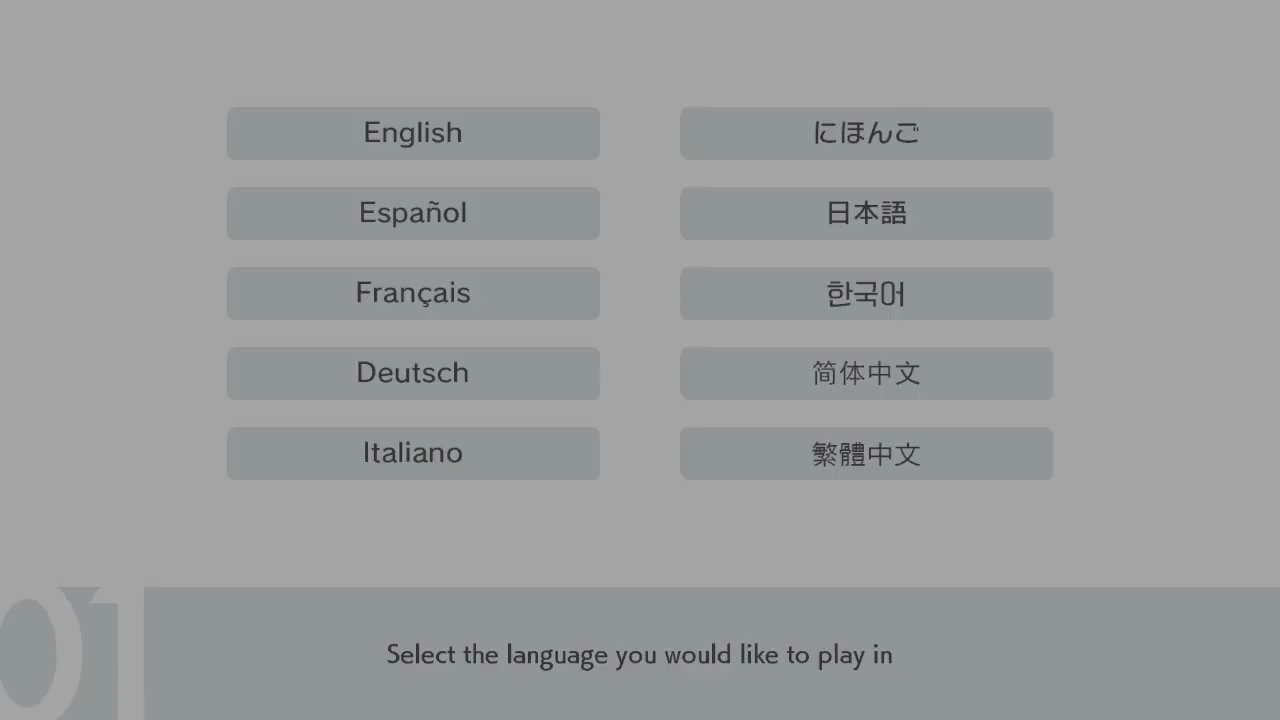 English
Español
Français
Deutsch
Italiano
にほんご
日本語
한국어
简体中文
繁體中文
01
Select the language you would like to play in